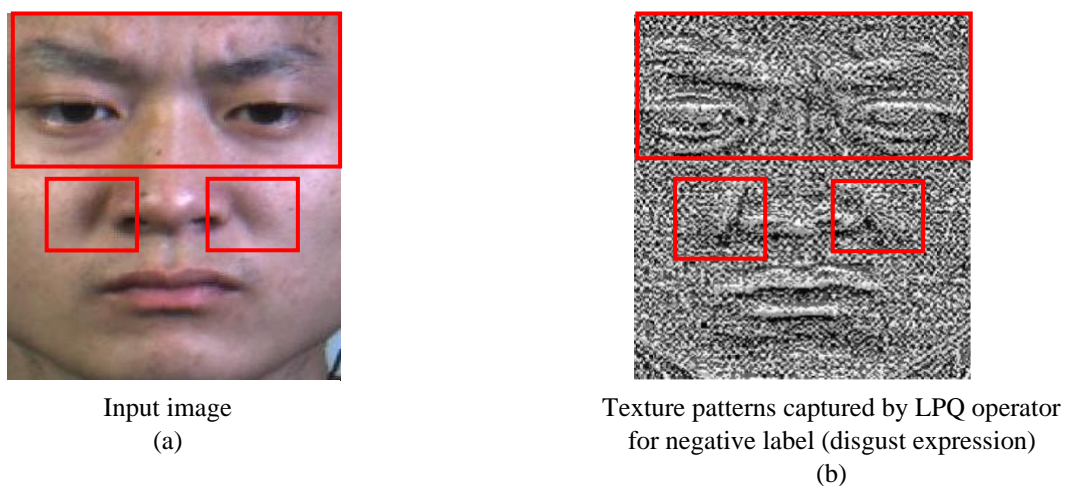 Input image
(a)
Texture patterns captured by LPQ operator
for negative label (disgust expression)
(b)